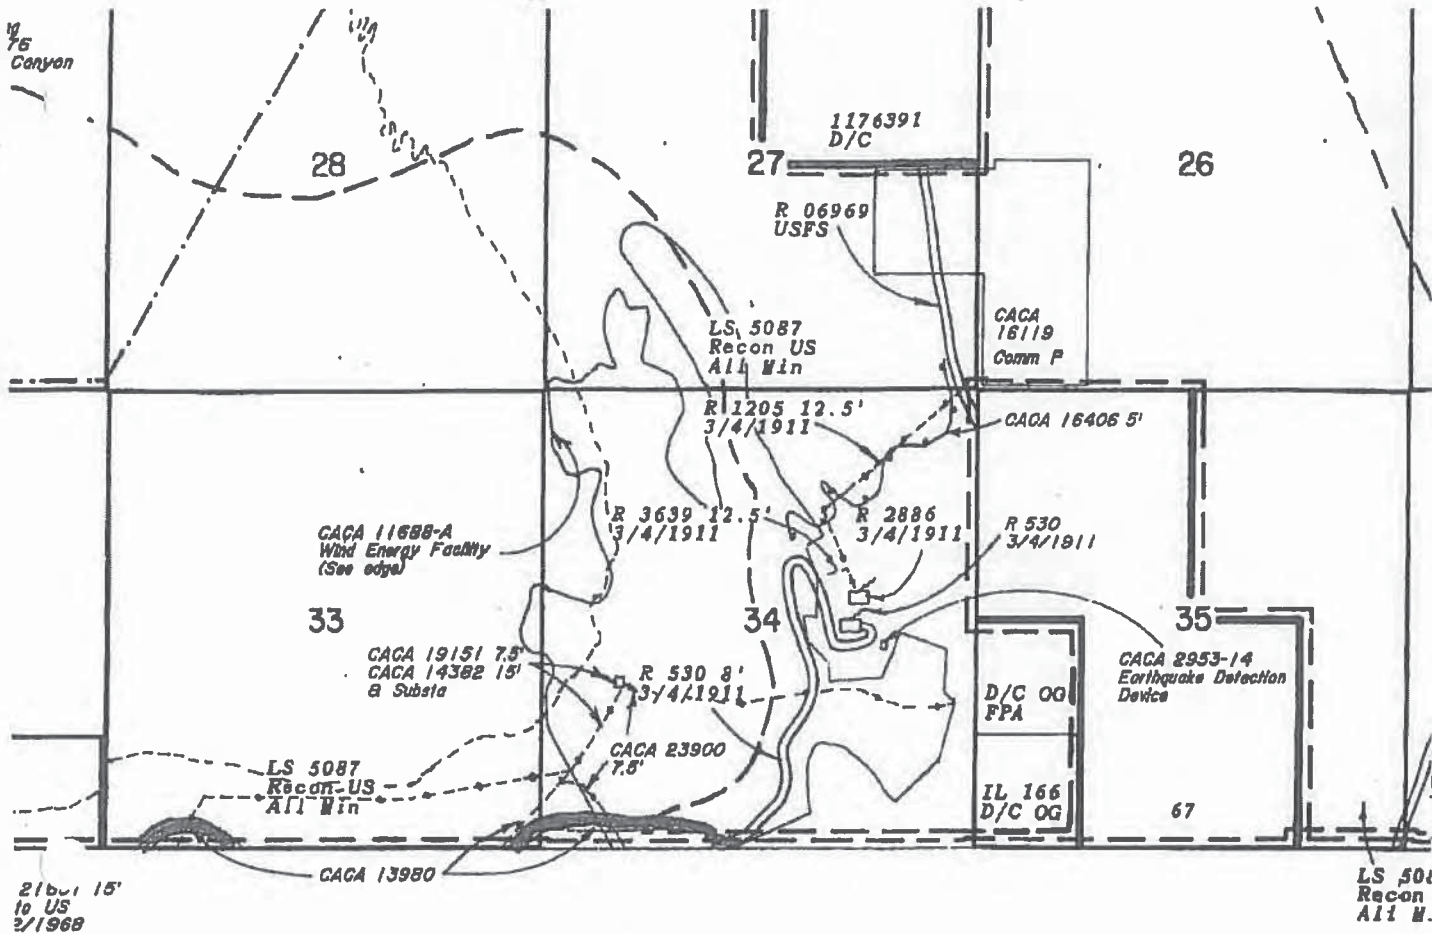 76
Canyon
28
1176391
D/C
27
26
R 06969
USFS
CACA
16119
Comm P
LS 5087
Recon US
All Min
R 1205 12.5'
3/4/1911
CACA 16406 5'
R 3639 12.5'
3/4/1911
R 2886
3/4/1911
R 530
3/4/1911
CACA 11688-A
Wind Energy Facility
(See edge)
33
34
35
CACA 19151 7.5'
CACA 14382 15'
& Substa
R 530 8'
3/4/1911
CACA 2953-14
Earthquake Detection
Device
D/C OG
FPA
CACA 23900
7.5'
LS 5087
Recon US
All Min
IL 166
D/C OG
67
CACA 13980
15'
to US
2/1968
LS
Recon
All